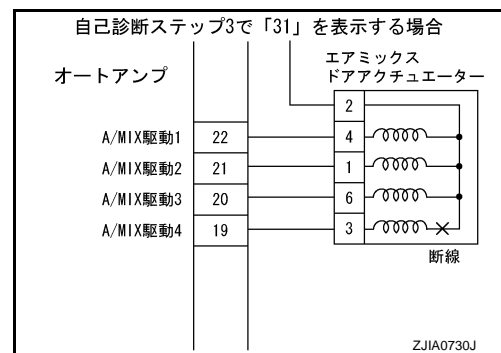 自己診断ステップ3で「31」を表示する場合
オートアンプ
エアミックス
ドアアクチュエーター
2
A/MIX駆動1 22 4
A/MIX駆動2 21 1
A/MIX駆動3 20 6
A/MIX駆動4 19 3
断線
ZJIA0730J